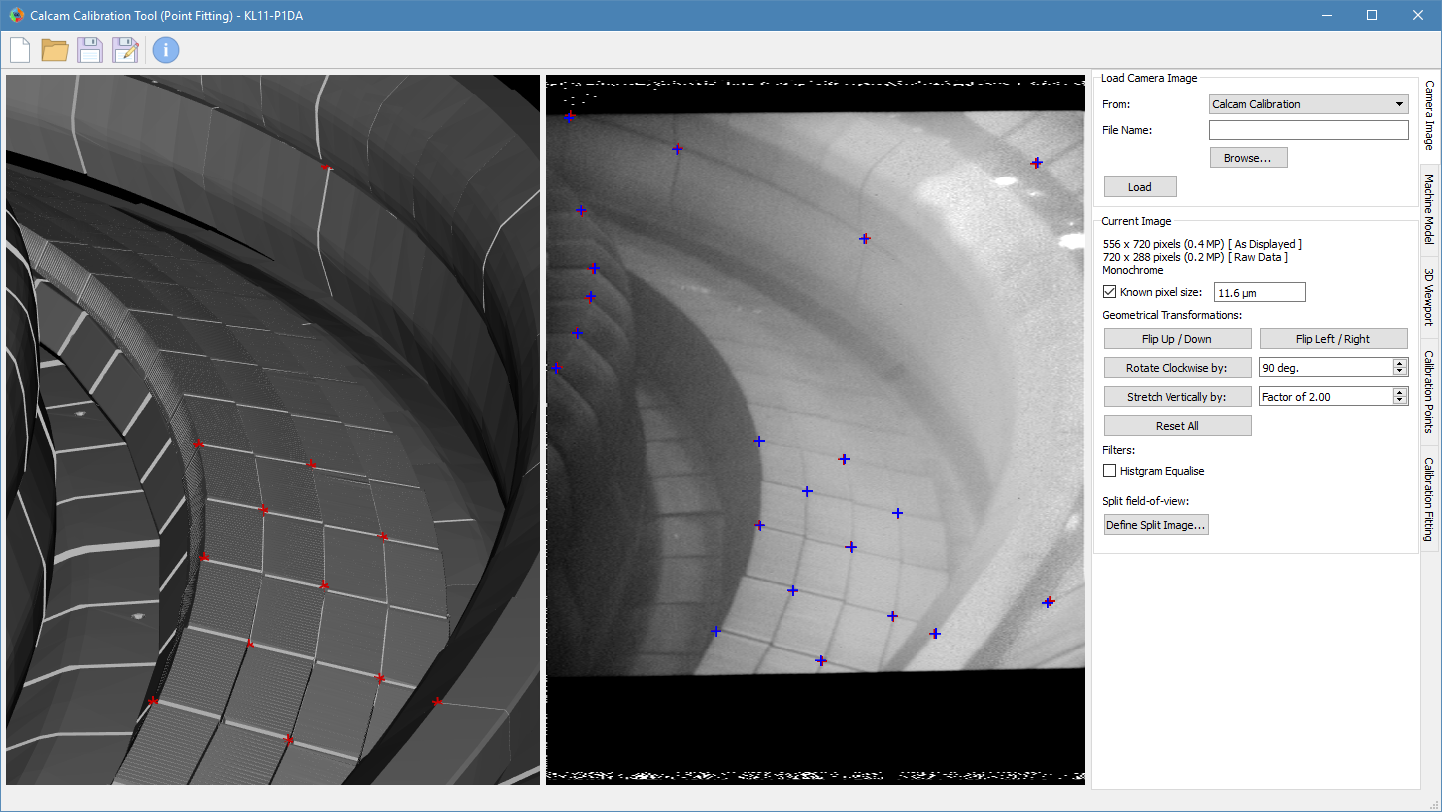 Calcam Calibration Tool (Point Fitting) - KL11-P1DA
i
Load Camera Image
From:
Calcam Calibration
File Name:
Browse...
Load
Current Image
556 x 720 pixels (0.4 MP) [ As Displayed ]
720 x 288 pixels (0.2 MP) [ Raw Data ]
Monochrome
Known pixel size:
11.6 µm
Geometrical Transformations:
Flip Up / Down
Flip Left / Right
Rotate Clockwise by:
90 deg.
Stretch Vertically by:
Factor of 2.00
Reset All
Filters:
Histgram Equalise
Split field-of-view:
Define Split Image...
Camera Image
Machine Model
3D Viewport
Calibration Points
Calibration Fitting